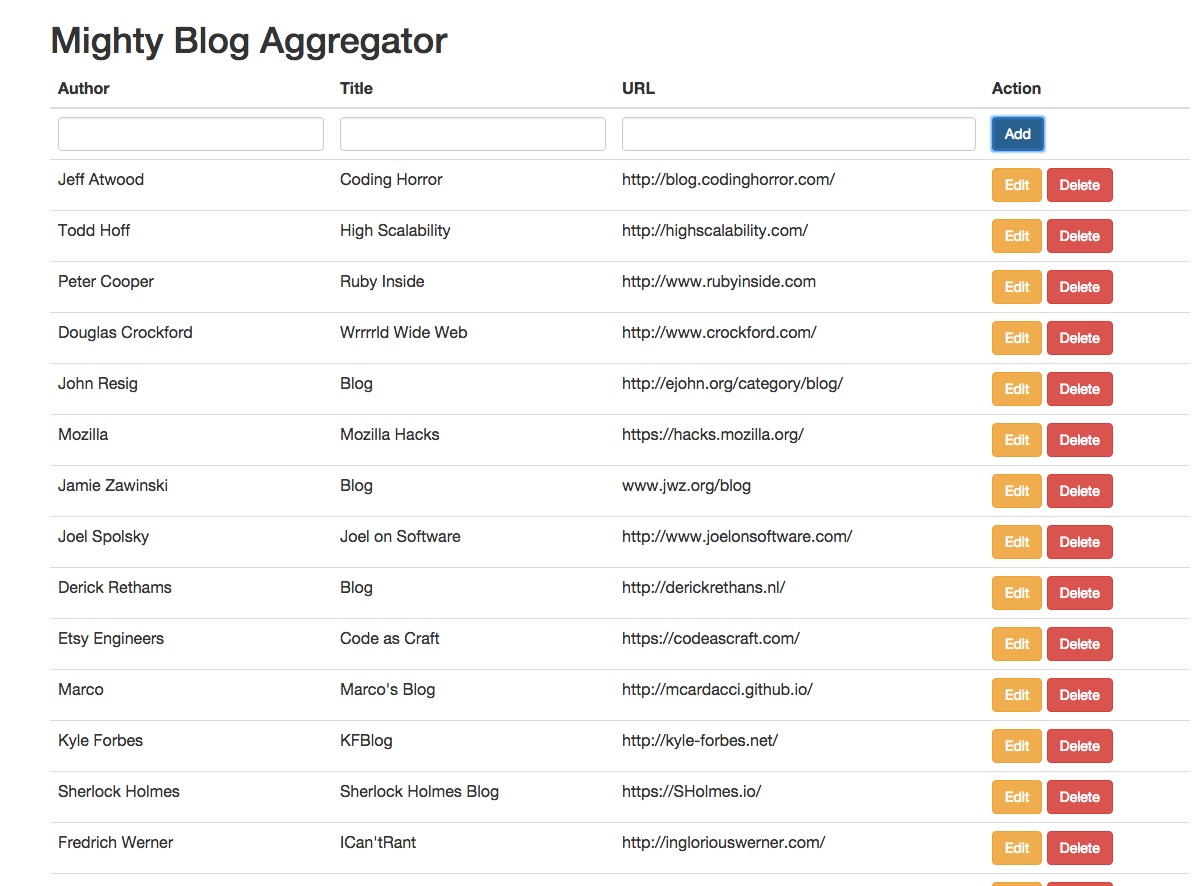 Mighty Blog Aggregator
Author Title URL Action
Add
Jeff Atwood Coding Horror http://blog.codinghorror.com/ Edit Delete
Todd Hoff High Scalability http://highscalability.com/ Edit Delete
Peter Cooper Ruby Inside http://www.rubyinside.com Edit Delete
Douglas Crockford Wrrrrld Wide Web http://www.crockford.com/ Edit Delete
John Resig Blog http://ejohn.org/category/blog/ Edit Delete
Mozilla Mozilla Hacks https://hacks.mozilla.org/ Edit Delete
Jamie Zawinski Blog www.jwz.org/blog Edit Delete
Joel Spolsky Joel on Software http://www.joelonsoftware.com/ Edit Delete
Derick Rethams Blog http://derickrethans.nl/ Edit Delete
Etsy Engineers Code as Craft https://codeascraft.com/ Edit Delete
Marco Marco's Blog http://mcardacci.github.io/ Edit Delete
Kyle Forbes KFBlog http://kyle-forbes.net/ Edit Delete
Sherlock Holmes Sherlock Holmes Blog https://SHolmes.io/ Edit Delete
Fredrich Werner ICan'tRant http://ingloriouswerner.com/ Edit Delete